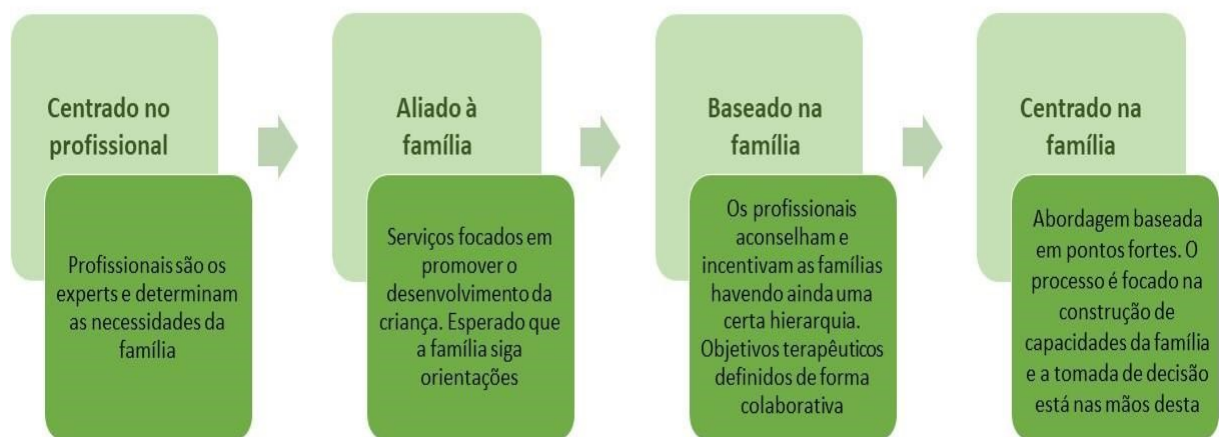 Centrado no
profissional
Profissionais são os
experts e determinam
as necessidades da
família
Aliado à
família
Serviços focados em
promover o
desenvolvimento da
criança. Esperado que
a família siga
orientações
Baseado na
família
Os profissionais
aconselham e
incentivam as famílias
havendo ainda uma
certa hierarquia.
Objetivos terapêuticos
definidos de forma
colaborativa
Centrado na
família
Abordagem baseada
em pontos fortes. O
processo é focado na
construção de
capacidades da família
e a tomada de decisão
está nas mãos desta